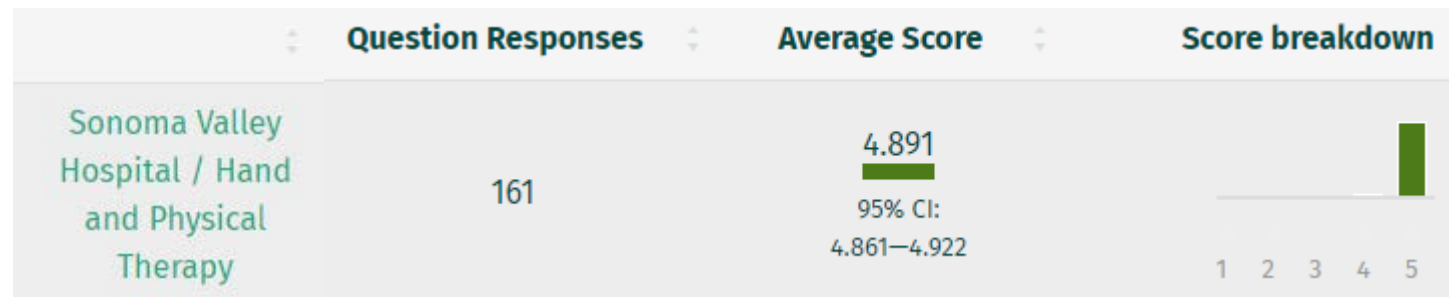 Question Responses Average Score Score breakdown
Sonoma Valley
Hospital / Hand
and Physical
Therapy
161
4.891
95% CI:
4.861—4.922
1 2 3 4 5